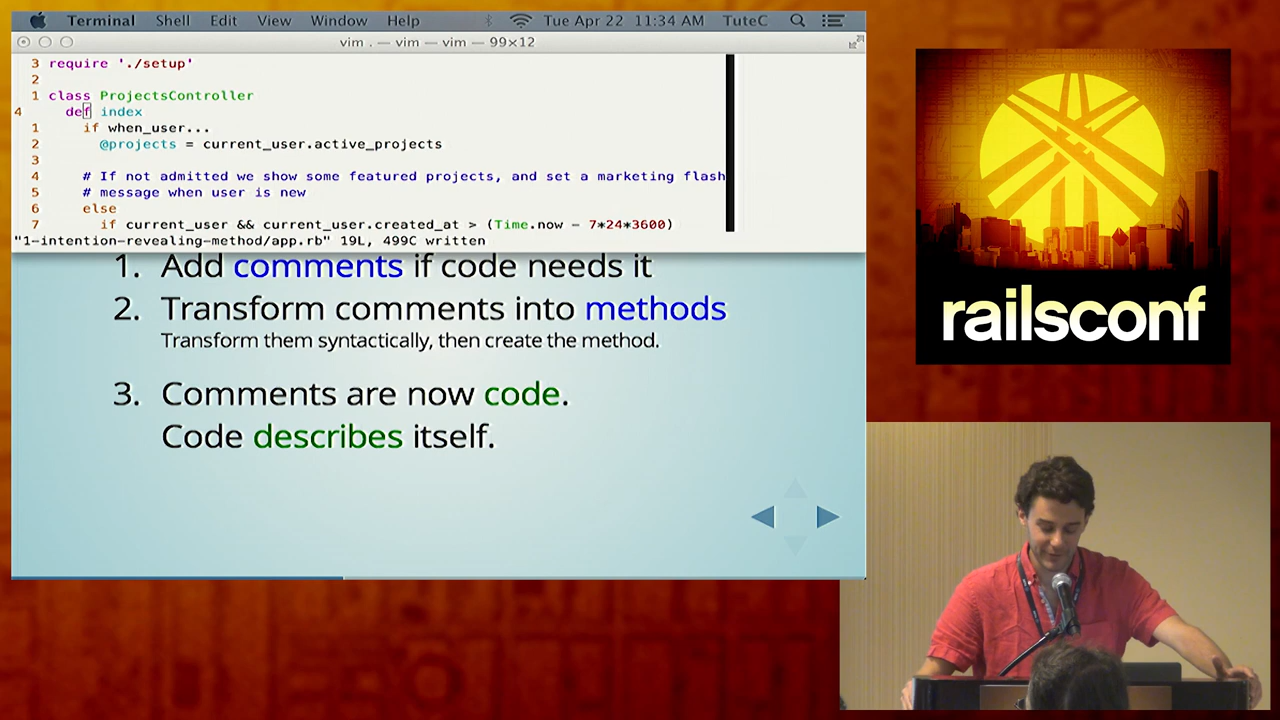 Terminal Shell Edit View Window Help Tue Apr 22 11:34 AM TuteC
vim . — vim — vim — 99×12
3 require './setup'
2
1 class ProjectsController
4 def index
1 if when_user...
2 @projects = current_user.active_projects
3
4 # If not admitted we show some featured projects, and set a marketing flash
5 # message when user is new
6 else
7 if current_user && current_user.created_at > (Time.now - 7*24*3600)
"1-intention-revealing-method/app.rb" 19L, 499C written
1. Add comments if code needs it
2. Transform comments into methods
Transform them syntactically, then create the method.
3. Comments are now code.
Code describes itself.
railsconf